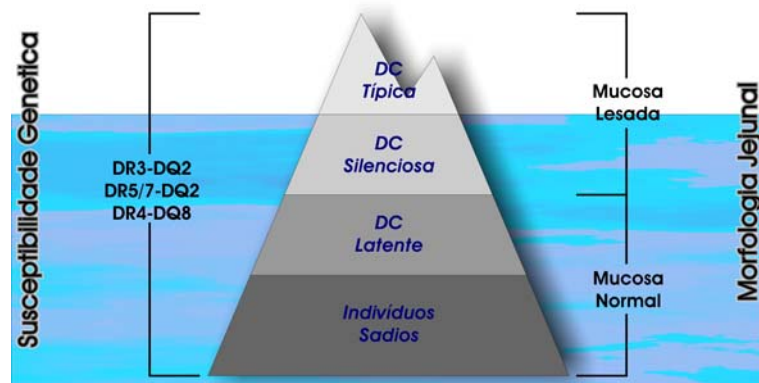 Susceptibilidade Genetica
DR3-DQ2
DR5/7-DQ2
DR4-DQ8
DC
Típica
DC
Silenciosa
DC
Latente
Indivíduos
Sadios
Mucosa
Lesada
Mucosa
Normal
Morfologia Jejunal